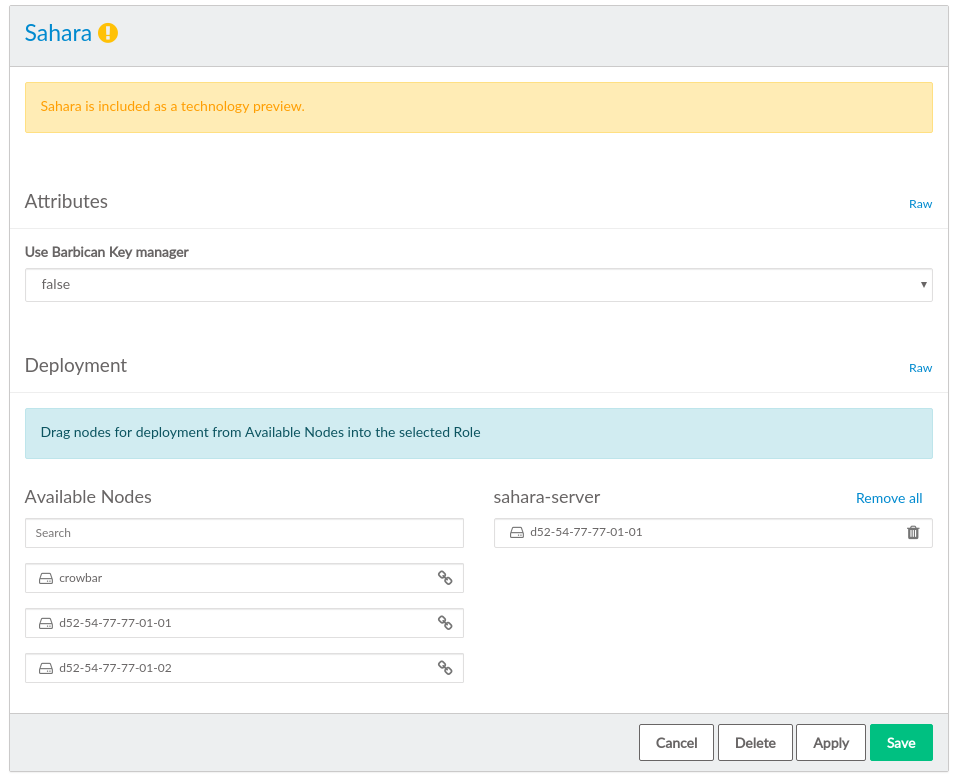 Sahara
Sahara is included as a technology preview.
Attributes
Raw
Use Barbican Key manager
false
Deployment
Raw
Drag nodes for deployment from Available Nodes into the selected Role
Available Nodes
Search
crowbar
d52-54-77-77-01-01
d52-54-77-77-01-02
sahara-server
Remove all
d52-54-77-77-01-01
Cancel
Delete
Apply
Save